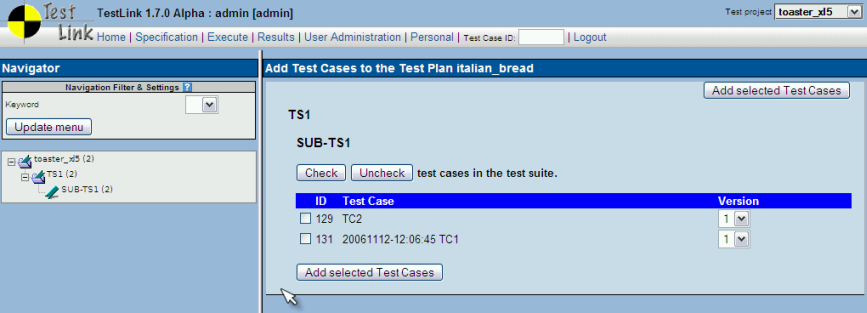 Test Link
TestLink 1.7.0 Alpha : admin [admin]
Test project toaster_xl5
Home | Specification | Execute | Results | User Administration | Personal | Test Case ID: | Logout
Navigator
Navigation Filter & Settings ?
Keyword
Update menu
toaster_xl5 (2)
TS1 (2)
SUB-TS1 (2)
Add Test Cases to the Test Plan italian_bread
Add selected Test Cases
TS1
SUB-TS1
Check Uncheck test cases in the test suite.
ID Test Case Version
129 TC2 1
131 20061112-12:06:45 TC1 1
Add selected Test Cases